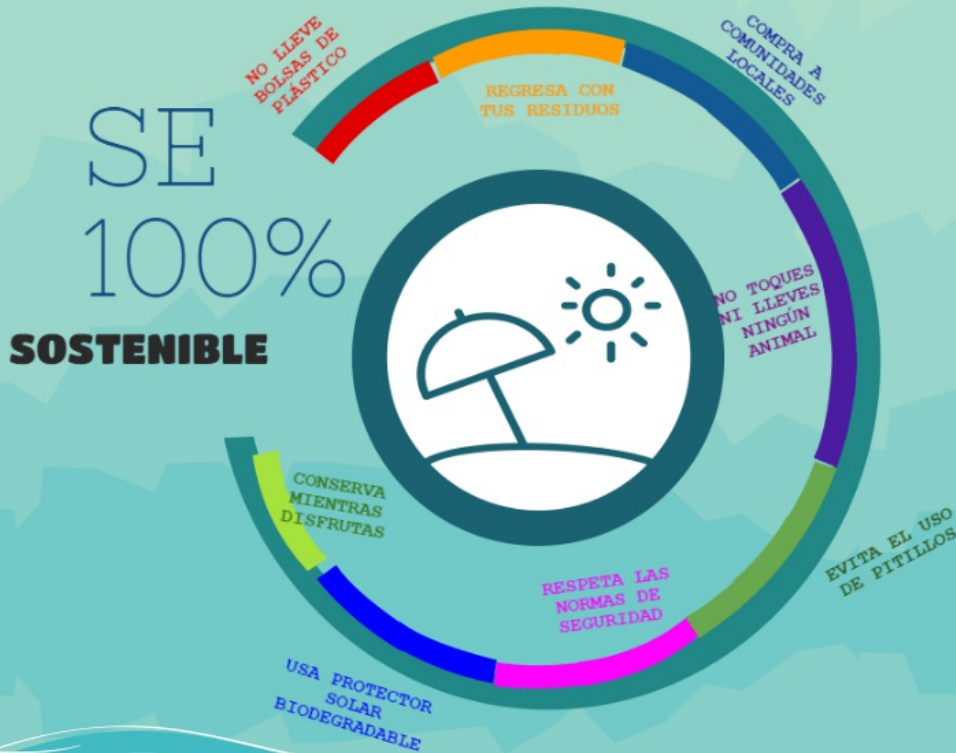 SE
100%
SOSTENIBLE
NO LLEVE
BOLSAS DE
PLÁSTICO
REGRESA CON
TUS RESIDUOS
COMPRA A
COMUNIDADES
LOCALES
NO TOQUES
NI LLEVES
NINGÚN
ANIMAL
EVITA EL USO
DE PITILLOS
RESPETA LAS
NORMAS DE
SEGURIDAD
USA PROTECTOR
SOLAR
BIODEGRADABLE
CONSERVA
MIENTRAS
DISFRUTAS